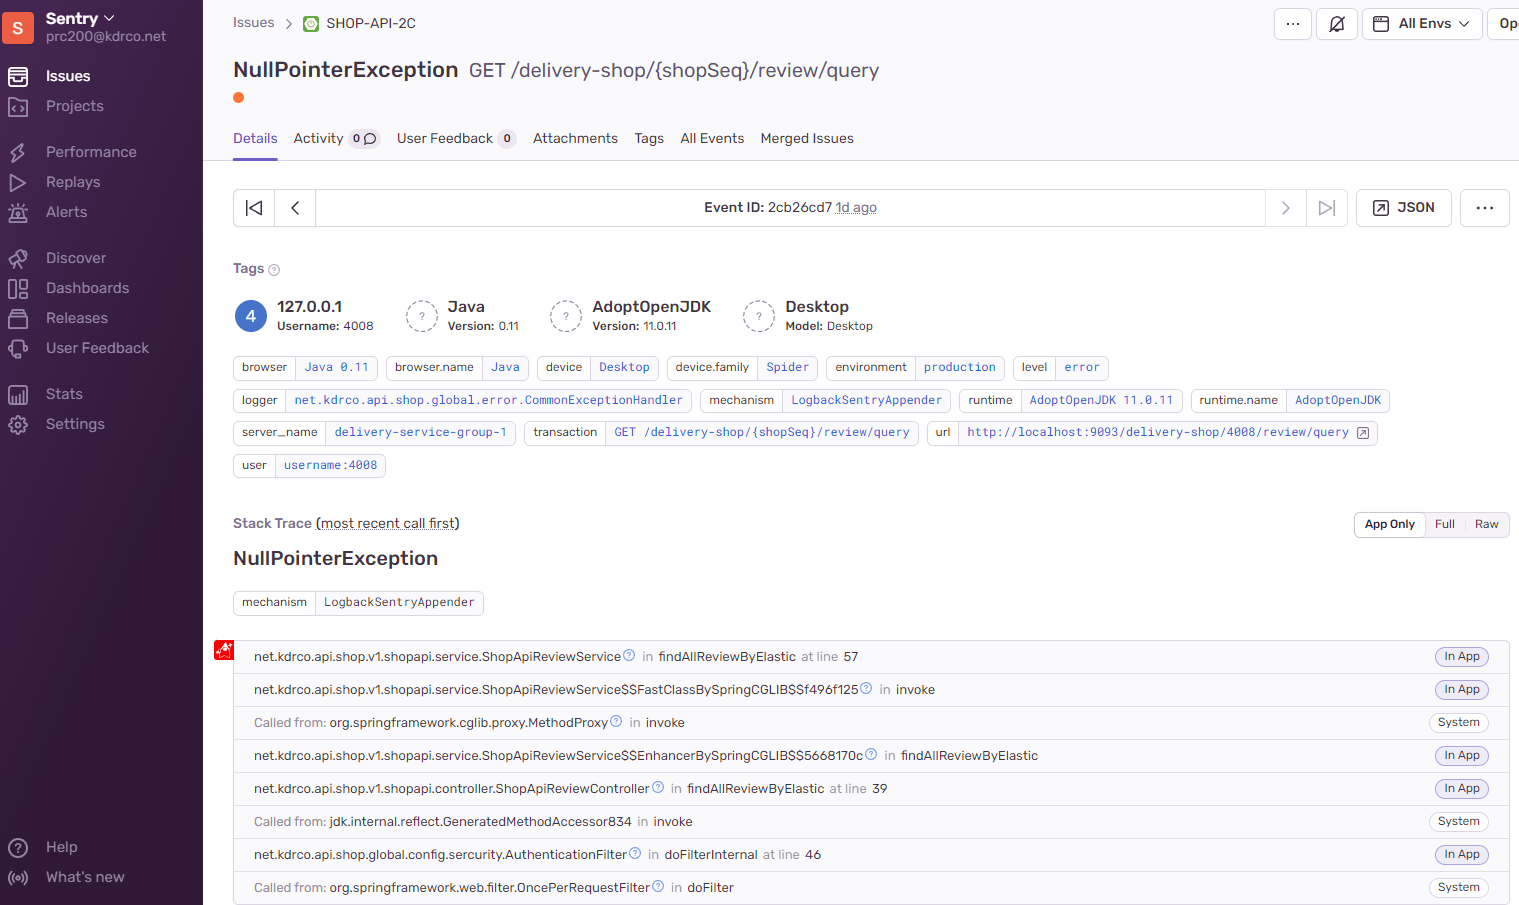 S
Sentry
prc200@kdrco.net
Issues
Projects
Performance
Replays
Alerts
Discover
Dashboards
Releases
User Feedback
Stats
Settings
Help
What's new
Issues > SHOP-API-2C
... All Envs Ope
NullPointerException GET /delivery-shop/{shopSeq}/review/query
Details Activity 0 User Feedback 0 Attachments Tags All Events Merged Issues
Event ID: 2cb26cd7 1d ago JSON ...
Tags ?
4 127.0.0.1 ? Java ? AdoptOpenJDK ? Desktop
Username: 4008 Version: 0.11 Version: 11.0.11 Model: Desktop
browser Java 0.11 browser.name Java device Desktop device.family Spider environment production level error
logger net.kdrco.api.shop.global.error.CommonExceptionHandler mechanism LogbackSentryAppender runtime AdoptOpenJDK 11.0.11 runtime.name AdoptOpenJDK
server_name delivery-service-group-1 transaction GET /delivery-shop/{shopSeq}/review/query url http://localhost:9093/delivery-shop/4008/review/query
user username:4008
Stack Trace (most recent call first) App Only Full Raw
NullPointerException
mechanism LogbackSentryAppender
net.kdrco.api.shop.v1.shopapi.service.ShopApiReviewService ? in findAllReviewByElastic at line 57 In App
net.kdrco.api.shop.v1.shopapi.service.ShopApiReviewService$$FastClassBySpringCGLIB$$f496f125 ? in invoke In App
Called from: org.springframework.cglib.proxy.MethodProxy ? in invoke System
net.kdrco.api.shop.v1.shopapi.service.ShopApiReviewService$$EnhancerBySpringCGLIB$$5668170c ? in findAllReviewByElastic In App
net.kdrco.api.shop.v1.shopapi.controller.ShopApiReviewController ? in findAllReviewByElastic at line 39 In App
Called from: jdk.internal.reflect.GeneratedMethodAccessor834 in invoke System
net.kdrco.api.shop.global.config.sercurity.AuthenticationFilter ? in doFilterInternal at line 46 In App
Called from: org.springframework.web.filter.OncePerRequestFilter ? in doFilter System